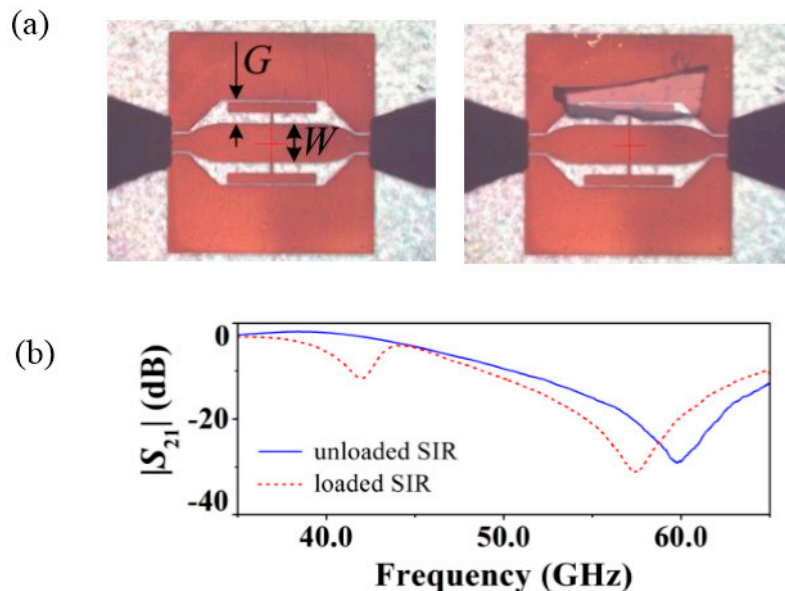 (a)
G
W
(b)
0
-20
-40
|S21| (dB)
unloaded SIR
loaded SIR
40.0 50.0 60.0
Frequency (GHz)